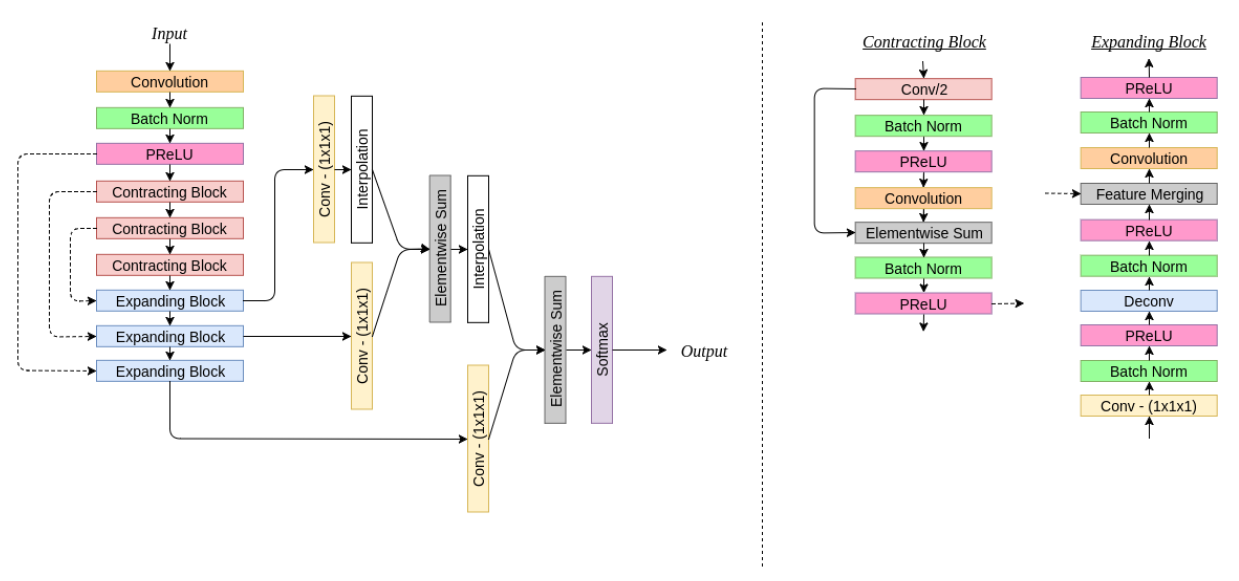 Input
Convolution
Batch Norm
PReLU
Contracting Block
Contracting Block
Contracting Block
Expanding Block
Expanding Block
Expanding Block
Conv - (1x1x1)
Interpolation
Conv - (1x1x1)
Elementwise Sum
Interpolation
Conv - (1x1x1)
Elementwise Sum
Softmax
Output
Contracting Block
Conv/2
Batch Norm
PReLU
Convolution
Elementwise Sum
Batch Norm
PReLU
Expanding Block
PReLU
Batch Norm
Convolution
Feature Merging
PReLU
Batch Norm
Deconv
PReLU
Batch Norm
Conv - (1x1x1)